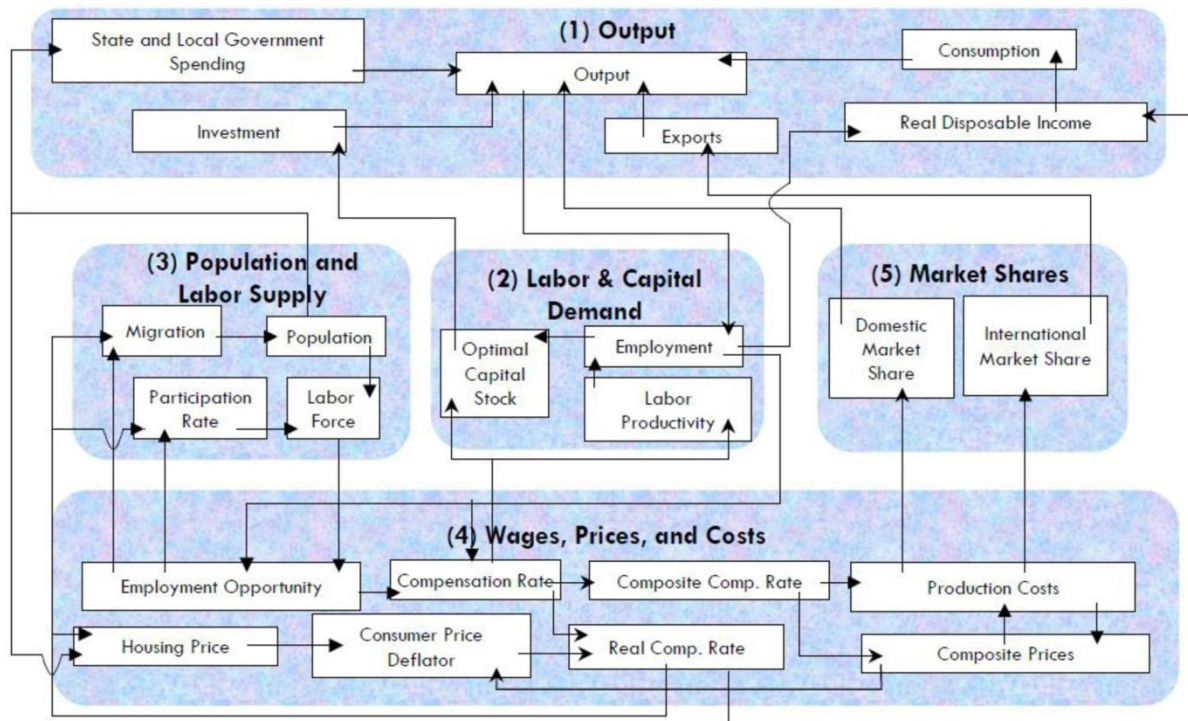 (1) Output
State and Local Government
Spending
Output
Consumption
Investment
Exports
Real Disposable Income
(3) Population and
Labor Supply
Migration
Population
Participation
Rate
Labor
Force
(2) Labor & Capital
Demand
Optimal
Capital
Stock
Employment
Labor
Productivity
(5) Market Shares
Domestic
Market
Share
International
Market Share
(4) Wages, Prices, and Costs
Employment Opportunity
Compensation Rate
Composite Comp. Rate
Production Costs
Housing Price
Consumer Price
Deflator
Real Comp. Rate
Composite Prices